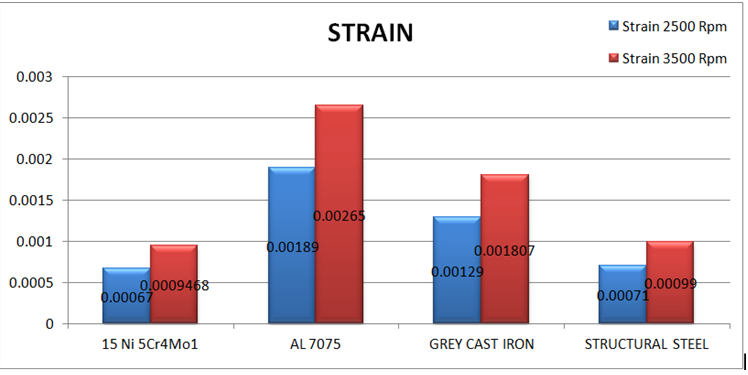 STRAIN
Strain 2500 Rpm
Strain 3500 Rpm
0.003
0.0025
0.002
0.0015
0.001
0.0005
0
0.00067
0.0009468
0.00189
0.00265
0.00129
0.001807
0.00071
0.00099
15 Ni 5Cr4Mo1
AL 7075
GREY CAST IRON
STRUCTURAL STEEL